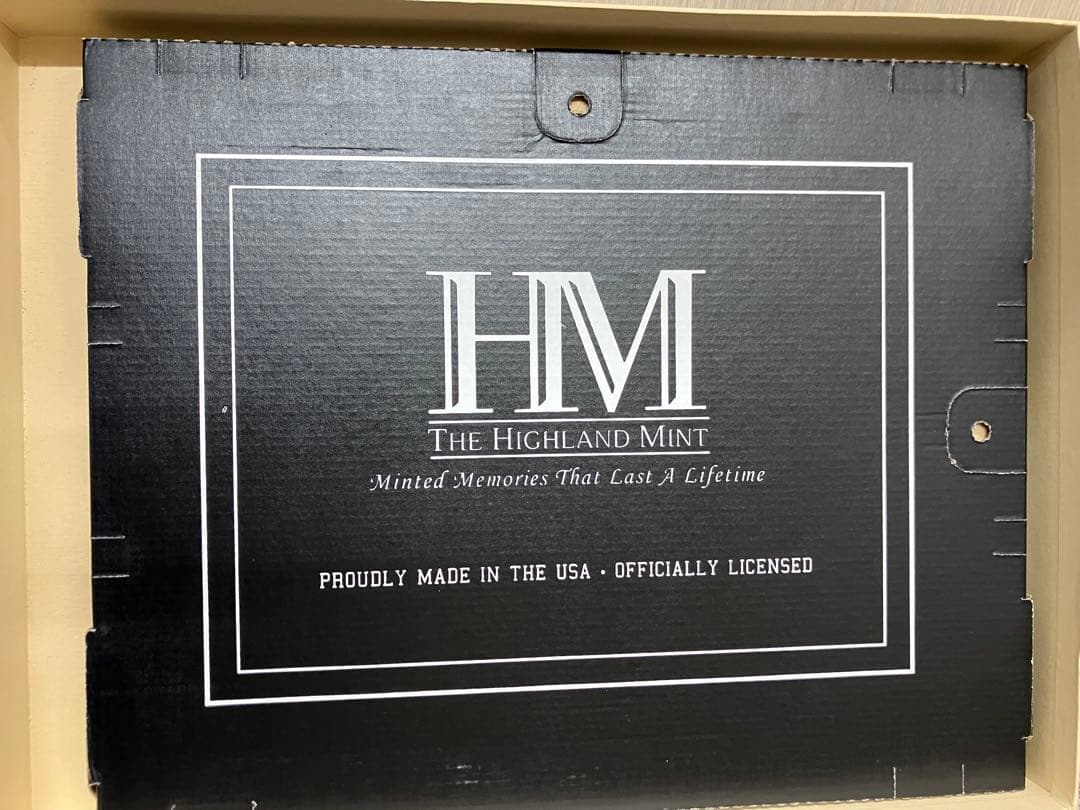 HM
THE HIGHLAND MINT
Minted Memories That Last A Lifetime
PROUDLY MADE IN THE USA • OFFICIALLY LICENSED